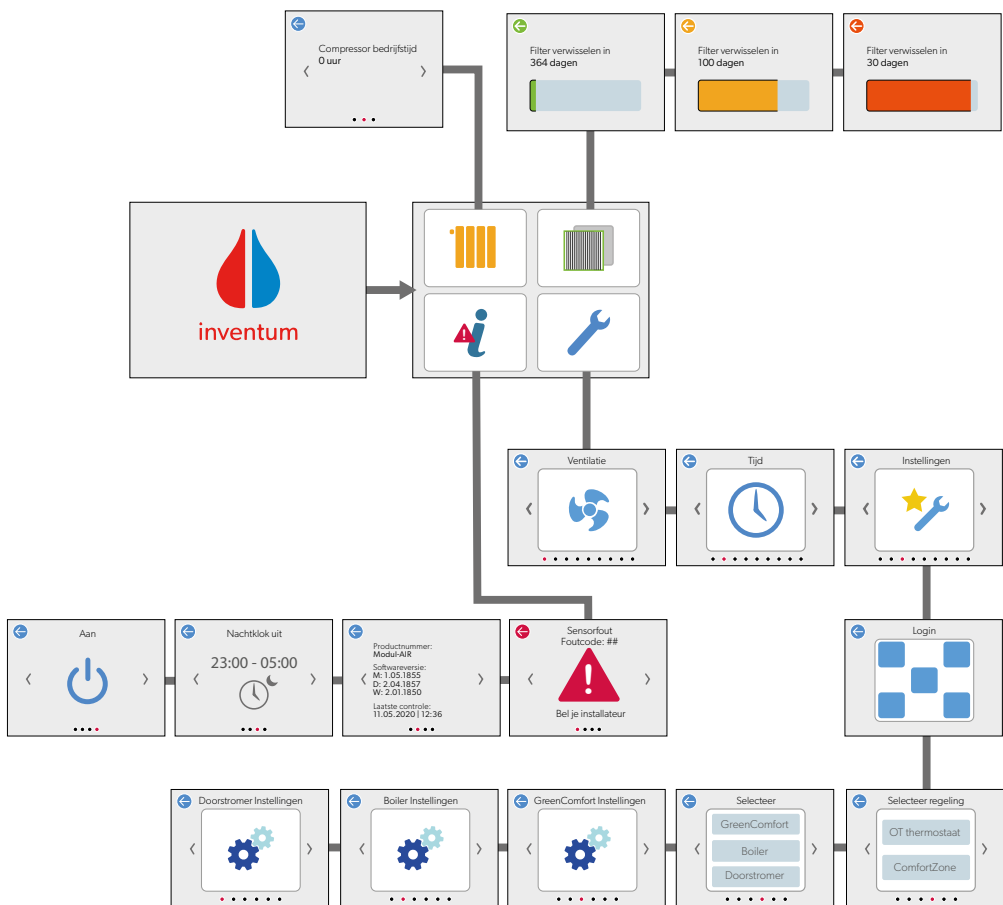 Compressor bedrijfstijd
0 uur
Filter verwisselen in
364 dagen
Filter verwisselen in
100 dagen
Filter verwisselen in
30 dagen
inventum
Ventilatie
Tijd
Instellingen
Aan
Nachtklok uit
23:00 - 05:00
Productnummer:
Modul-AIR
Softwareversie:
M: 1.05.1855
D: 2.04.1857
W: 2.01.1850
Laatste controle:
11.05.2020 | 12:36
Sensorfout
Foutcode: ##
Bel je installateur
Login
Doorstromer Instellingen
Boiler Instellingen
GreenComfort Instellingen
Selecteer
GreenComfort
Boiler
Doorstromer
Selecteer regeling
OT thermostaat
ComfortZone